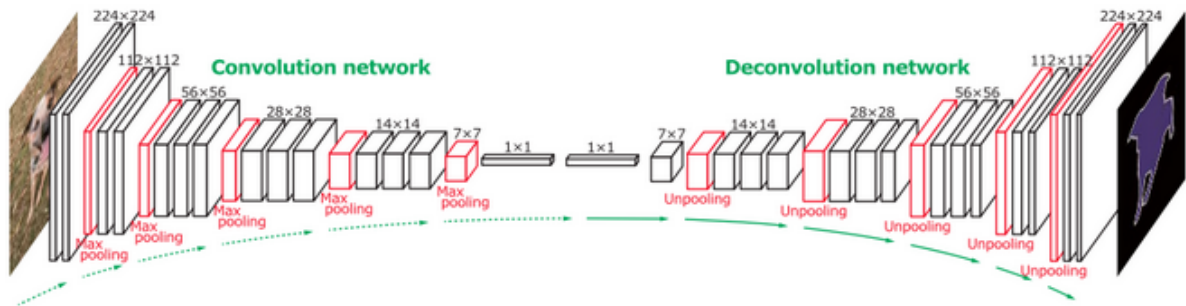 224×224
112×112
56×56
28×28
14×14
7×7
1×1
1×1
7×7
14×14
28×28
56×56
112×112
224×224
Convolution network
Deconvolution network
Max
pooling
Max
pooling
Max
pooling
Max
pooling
Max
pooling
Unpooling
Unpooling
Unpooling
Unpooling
Unpooling